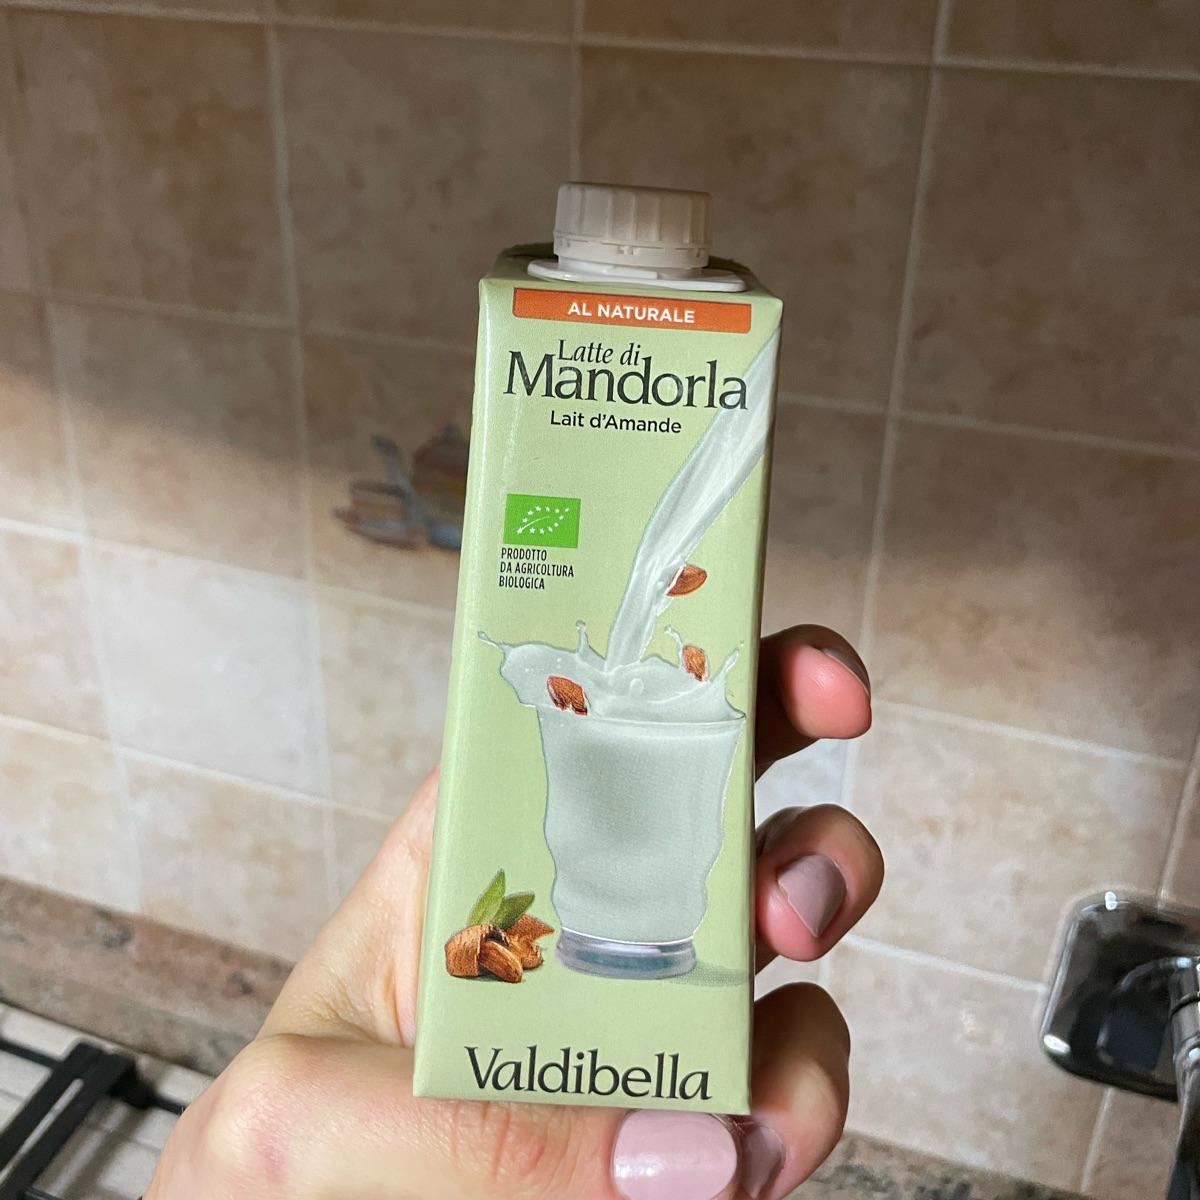 AL NATURALE
Latte di
Mandorla
Lait d'Amande
PRODOTTO
DA AGRICOLTURA
BIOLOGICA
Valdibella